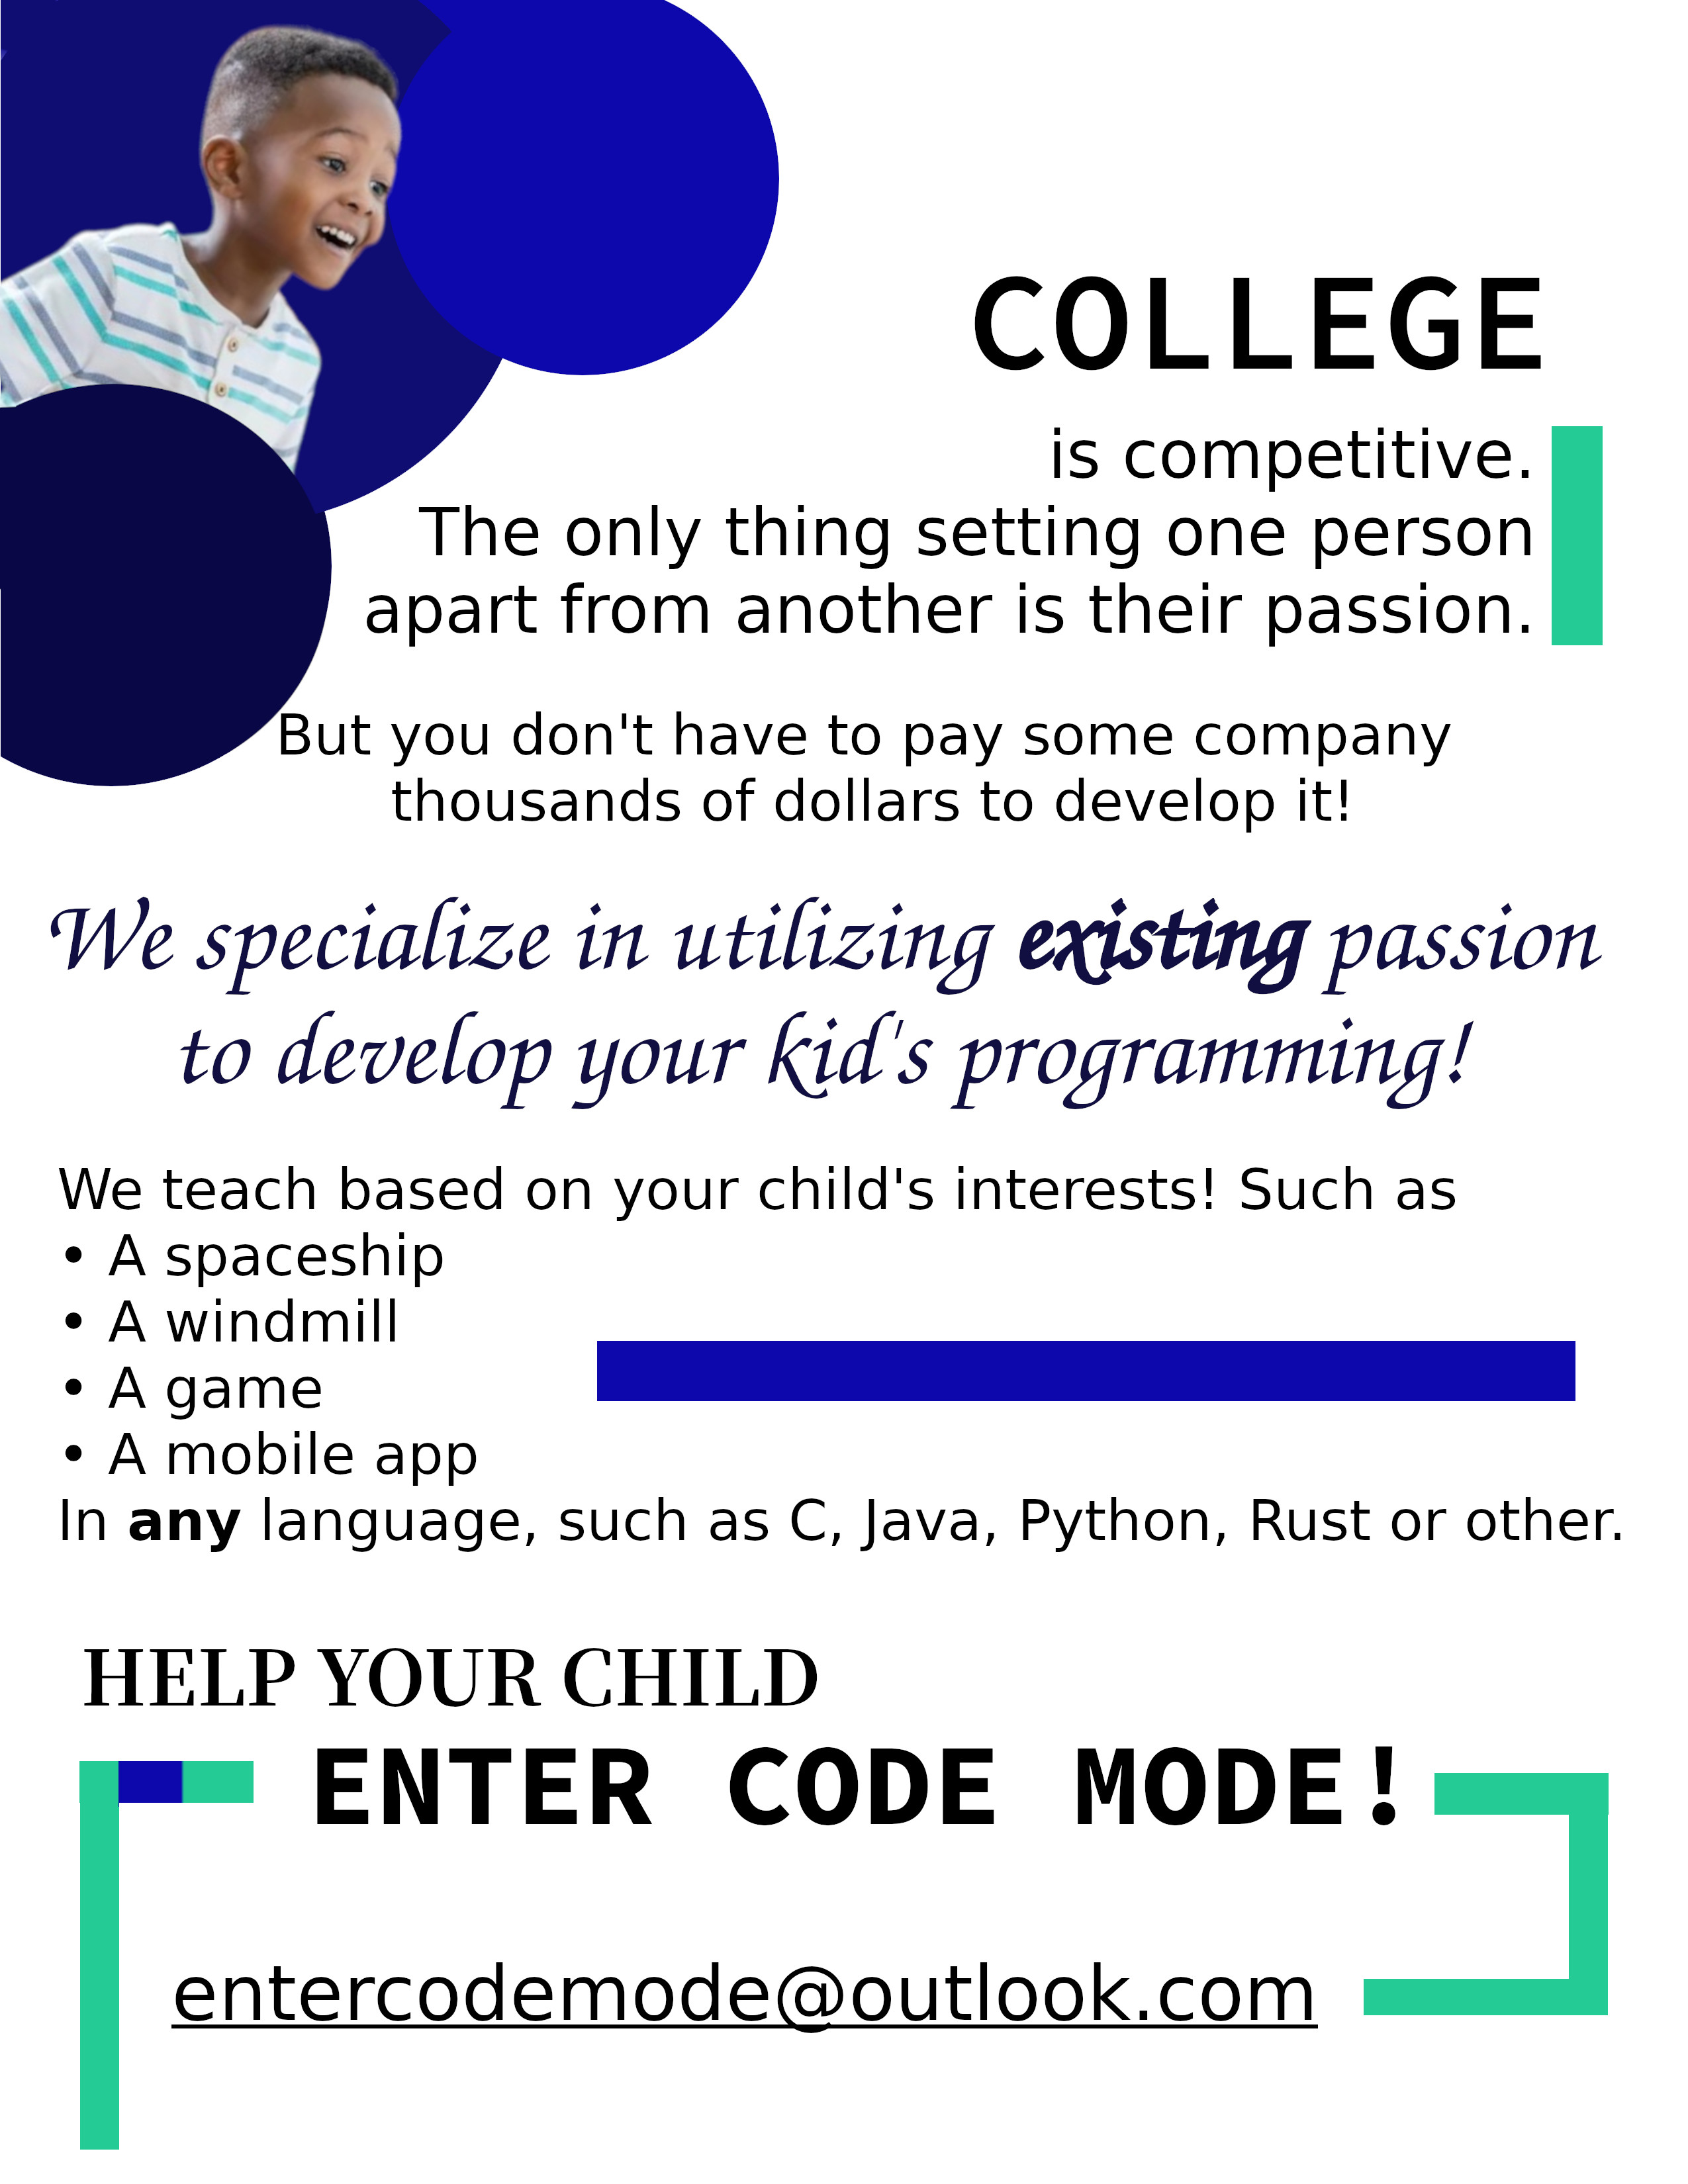 COLLEGE
is competitive.
The only thing setting one person
apart from another is their passion.
But you don't have to pay some company
thousands of dollars to develop it!
We specialize in utilizing existing passion
to develop your kid's programming!
We teach based on your child's interests! Such as
• A spaceship
• A windmill
• A game
• A mobile app
In any language, such as C, Java, Python, Rust or other.
HELP YOUR CHILD
ENTER CODE MODE!
entercodemode@outlook.com